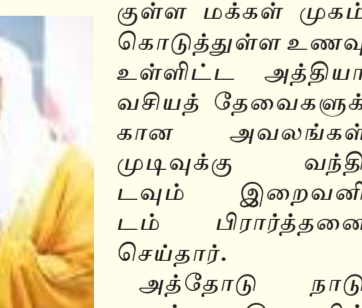 குள்ள மக்கள் முகம்
கொடுத்துள்ள உணவு
உள்ளிட்ட அத்தியா
வசியத் தேவைகளுக்
கான அவலங்கள்
முடிவுக்கு வந்தி
டவும் இறைவனி
டம் பிரார்த்தனை
செய்தார்.
அத்தோடு நாடு